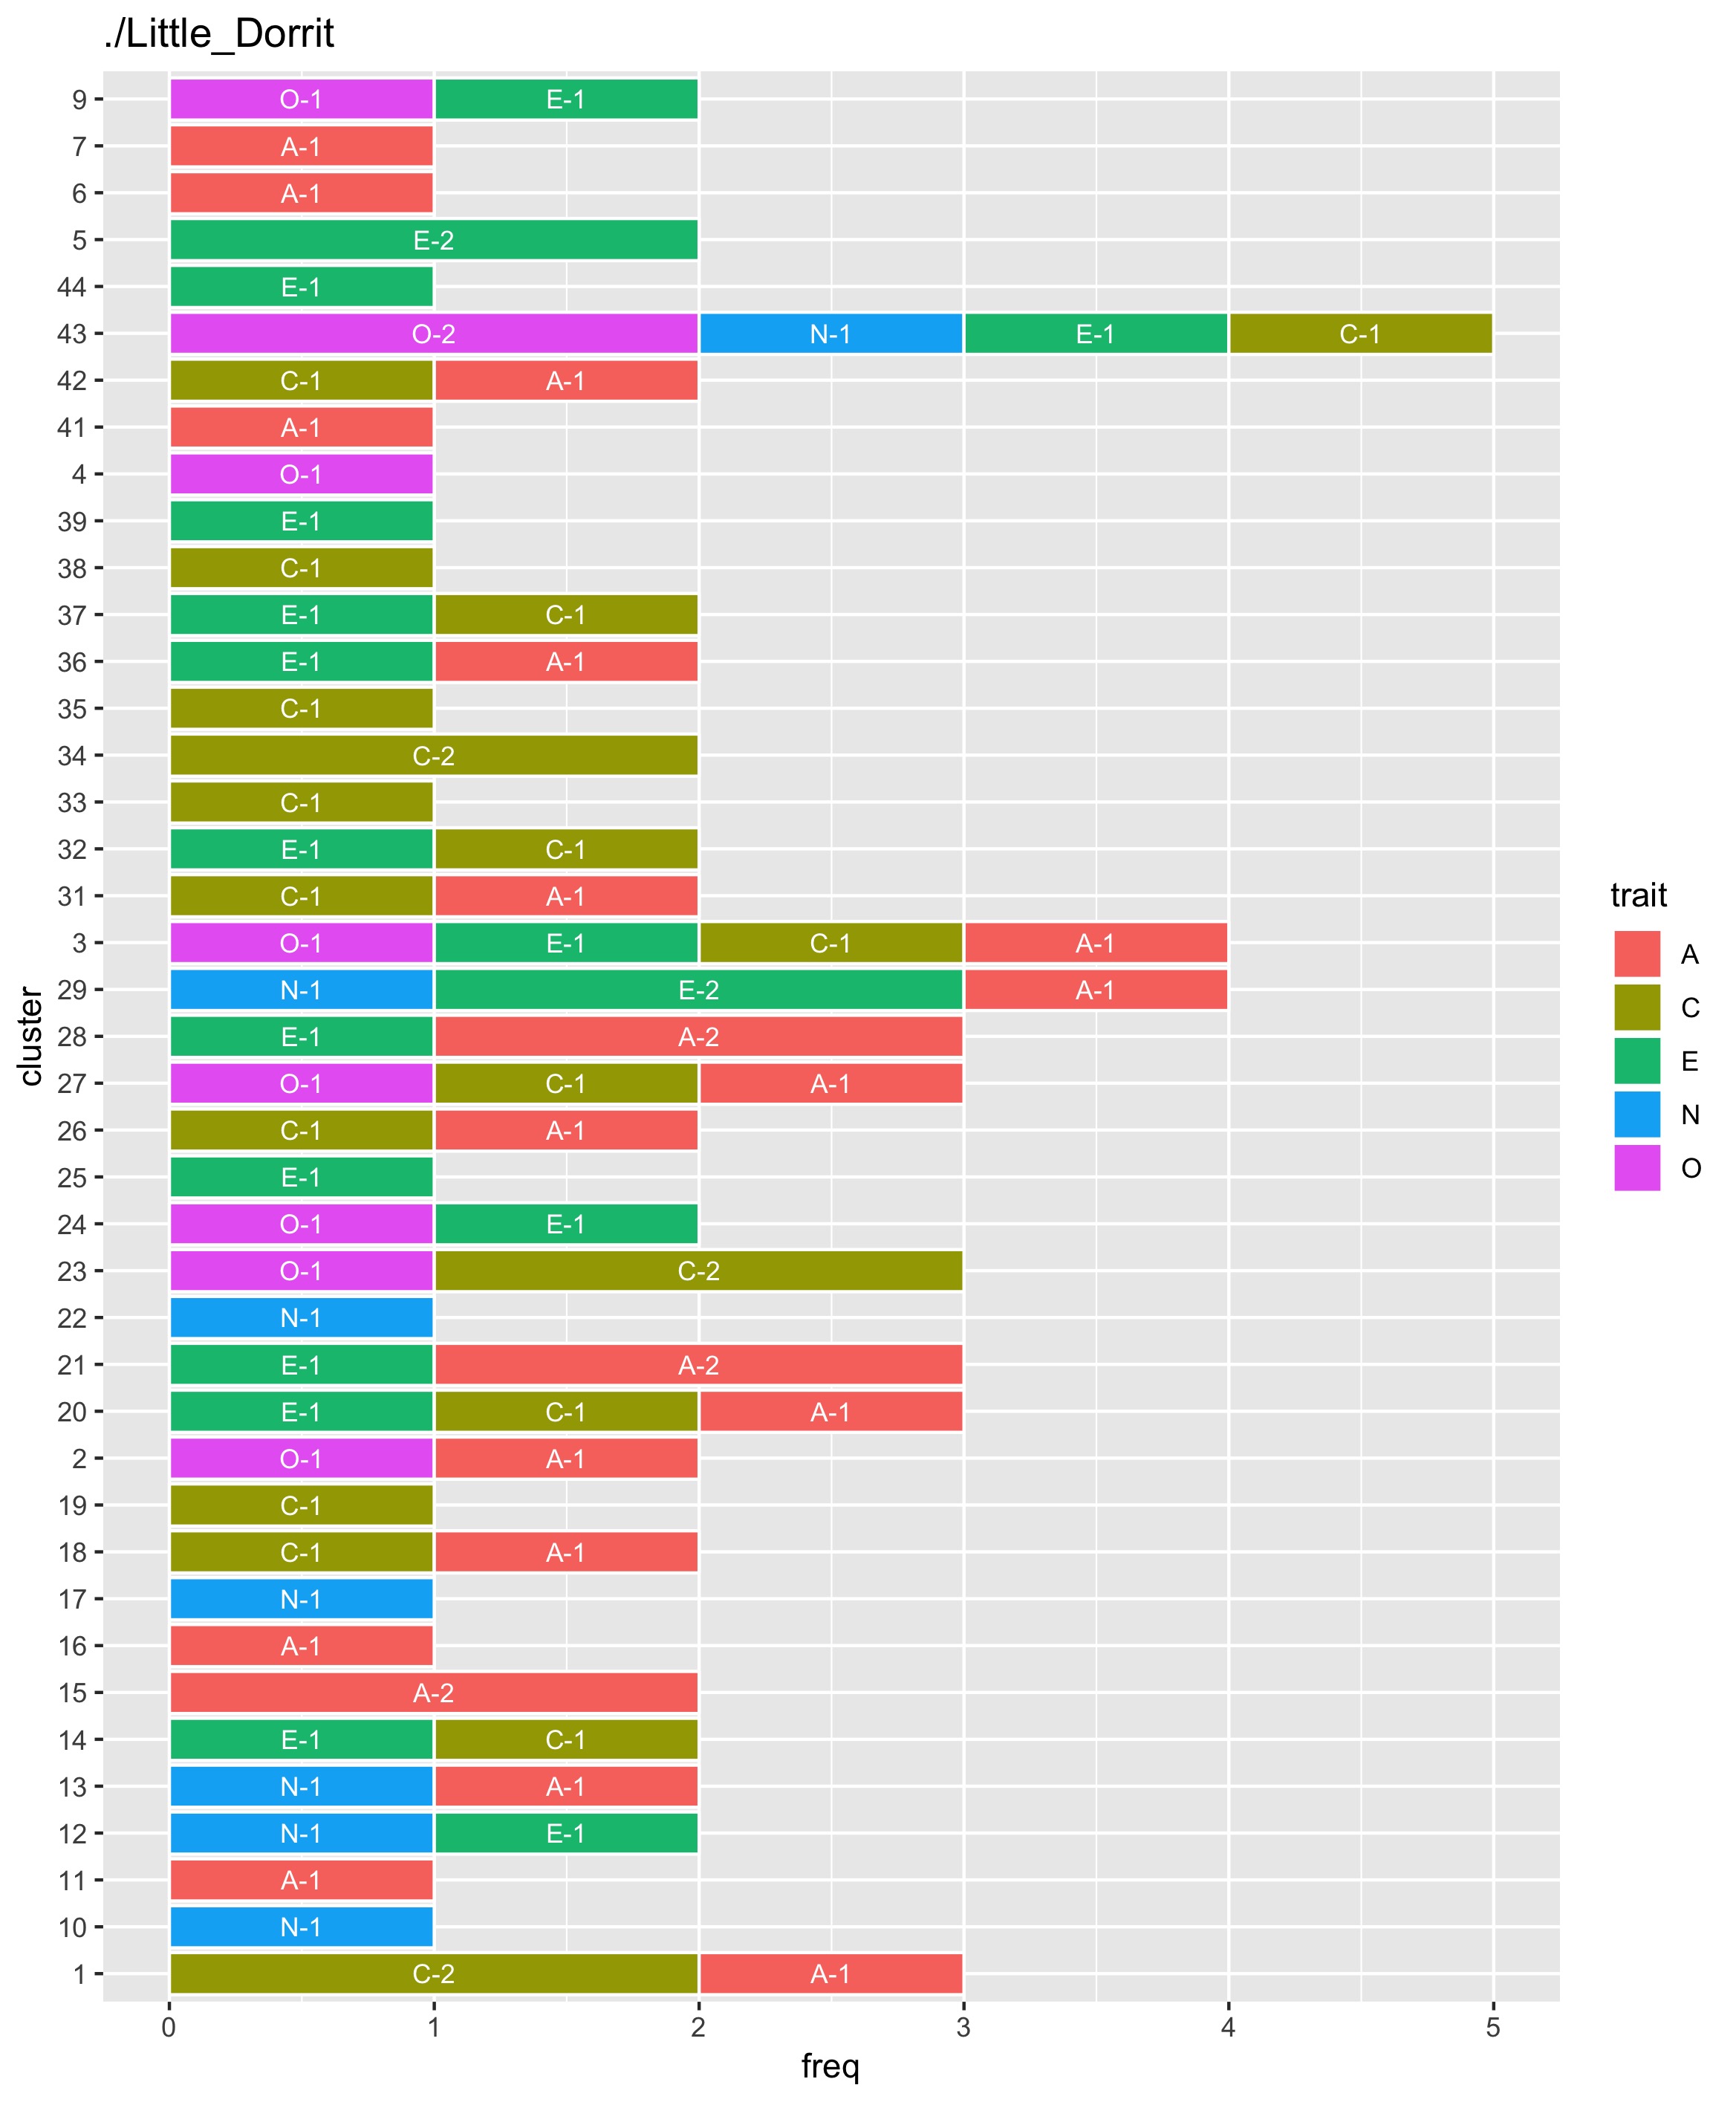 ./Little_Dorrit
9 O-1 E-1
7 A-1
6 A-1
5 E-2
44 E-1
43 O-2 N-1 E-1 C-1
42 C-1 A-1
41 A-1
4 O-1
39 E-1
38 C-1
37 E-1 C-1
36 E-1 A-1
35 C-1
34 C-2
33 C-1
32 E-1 C-1
31 C-1 A-1
3 O-1 E-1 C-1 A-1
29 N-1 E-2 A-1
28 E-1 A-2
27 O-1 C-1 A-1
26 C-1 A-1
25 E-1
24 O-1 E-1
23 O-1 C-2
22 N-1
21 E-1 A-2
20 E-1 C-1 A-1
2 O-1 A-1
19 C-1
18 C-1 A-1
17 N-1
16 A-1
15 A-2
14 E-1 C-1
13 N-1 A-1
12 N-1 E-1
11 A-1
10 N-1
1 C-2 A-1
0 1 2 3 4 5
freq
cluster
trait
A
C
E
N
O